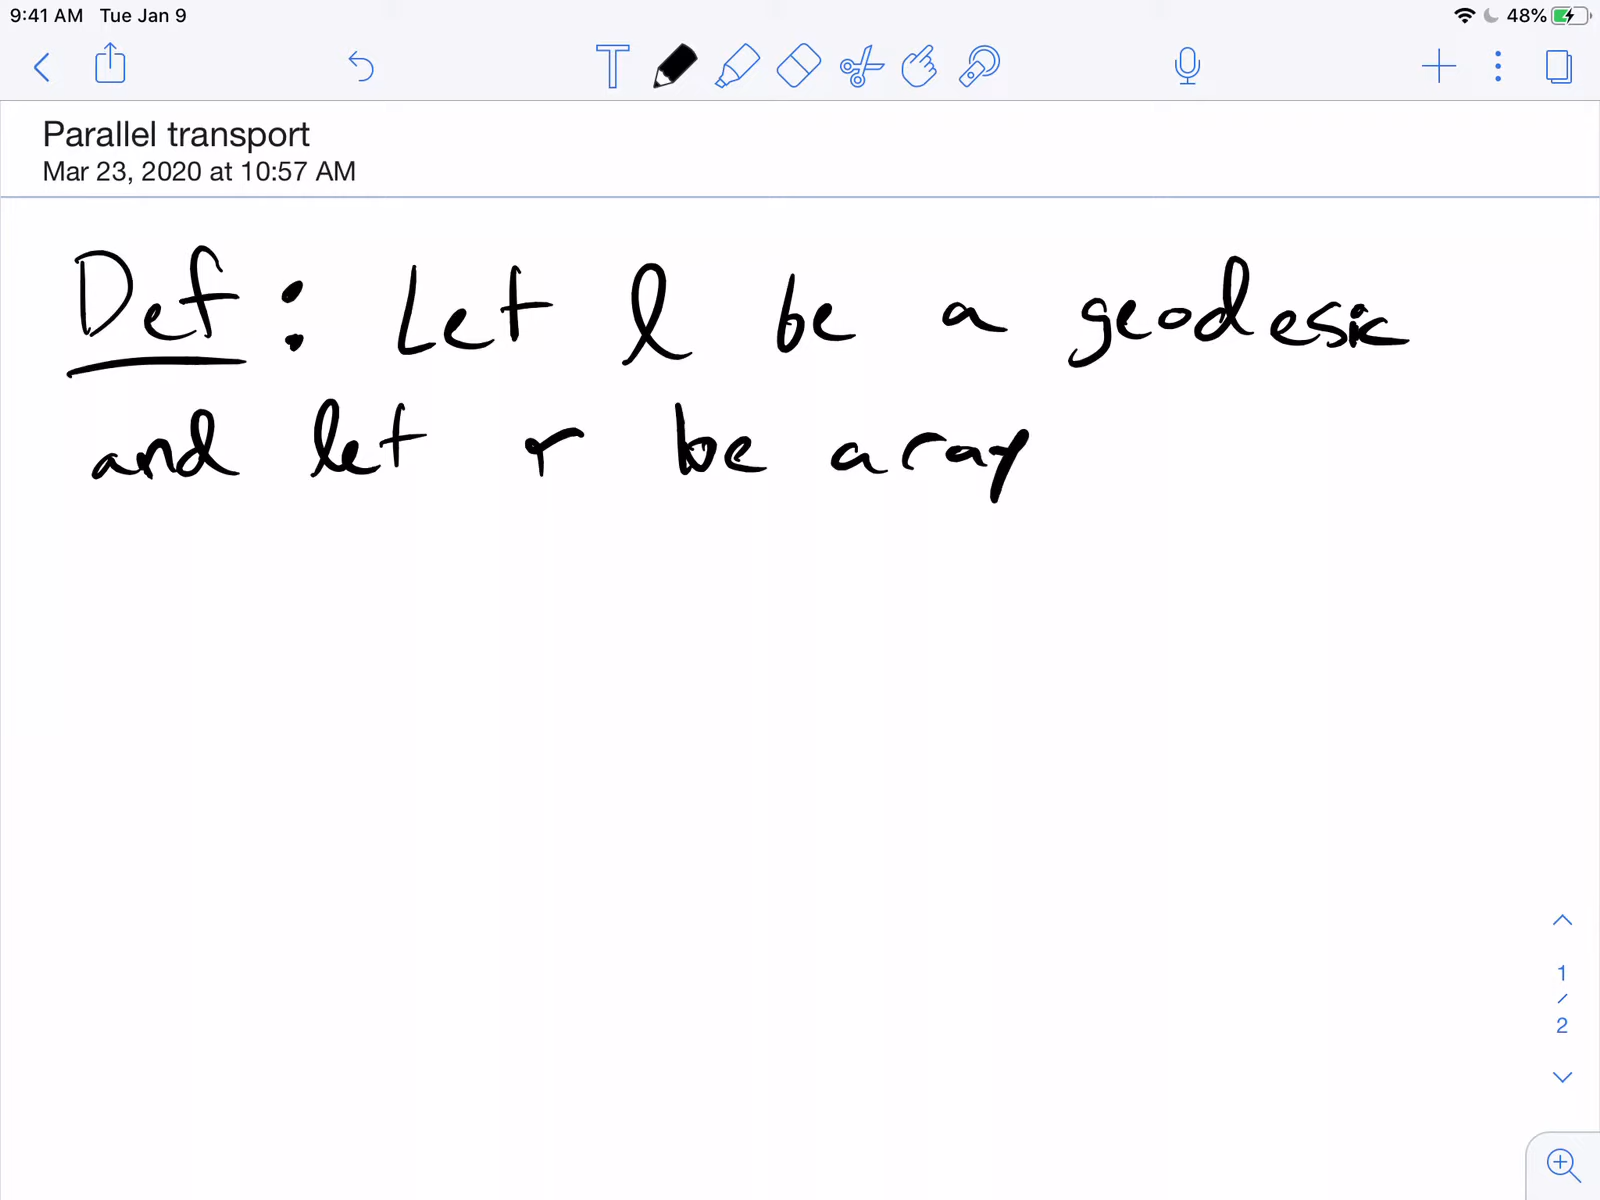 9:41 AM Tue Jan 9
48%
T
Parallel transport
Mar 23, 2020 at 10:57 AM
Def: Let l be a geodesic
and let r be a ray
1
/
2